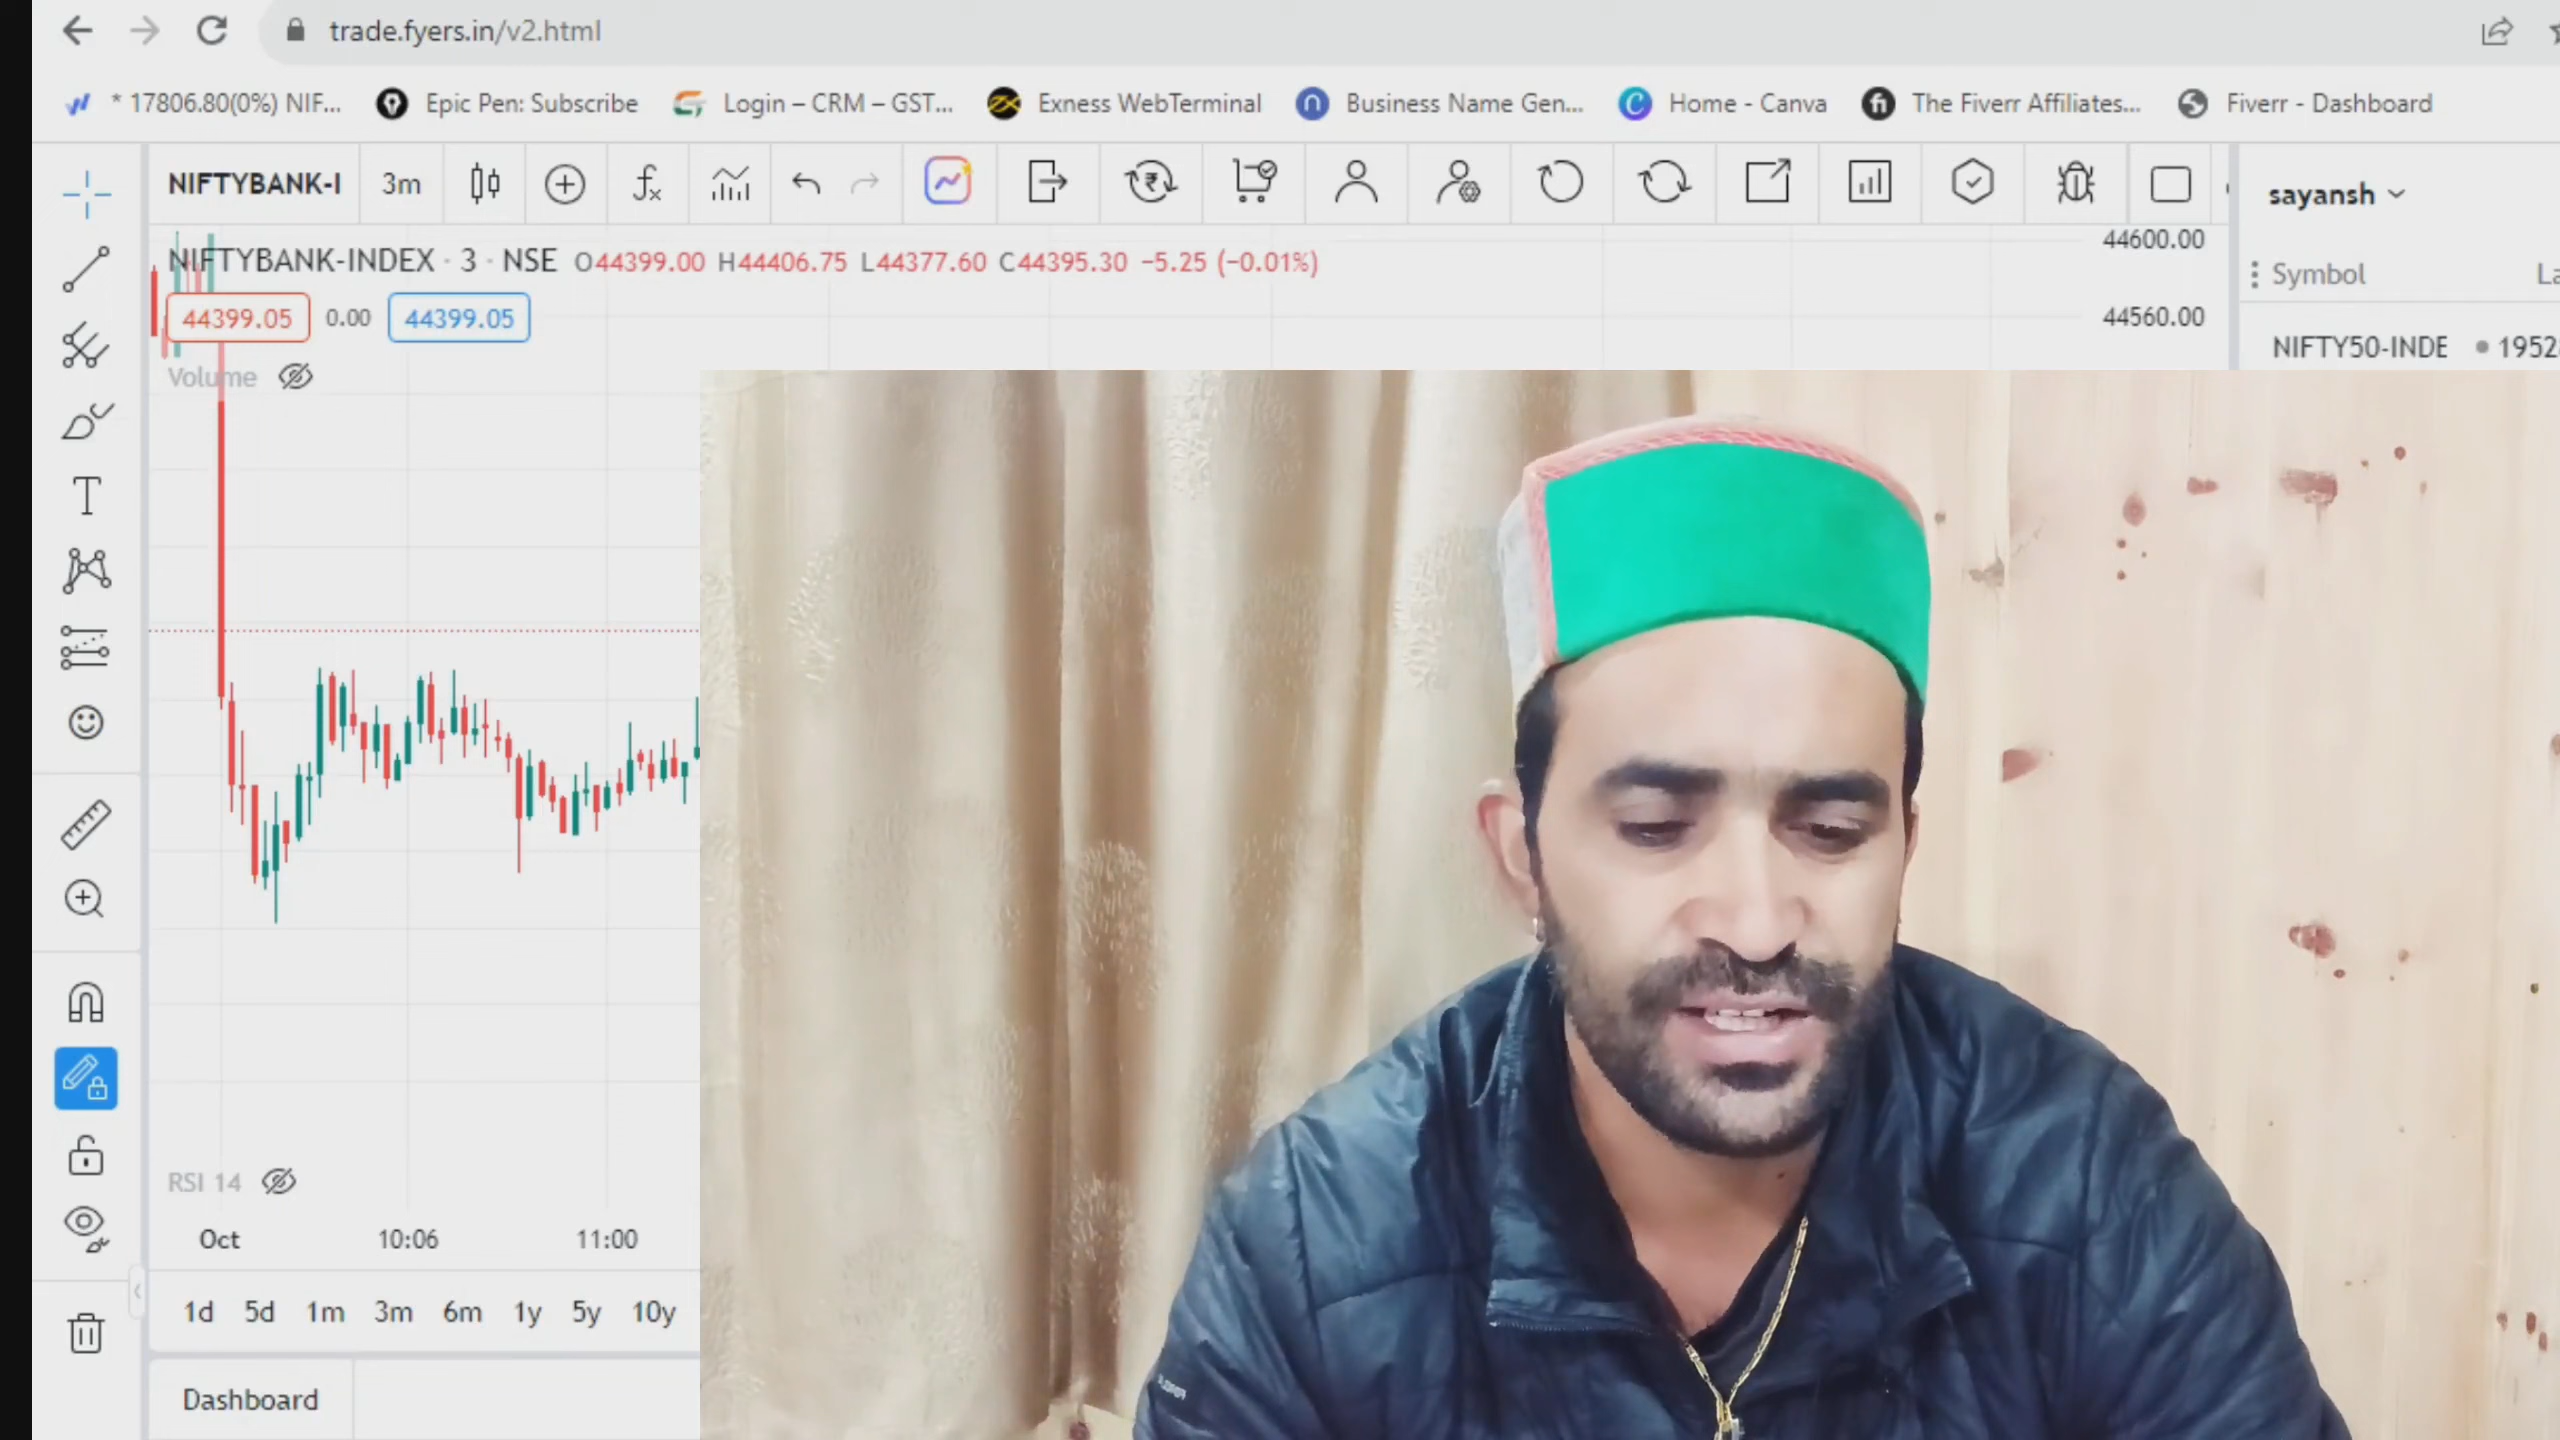 trade.fyers.in/v2.html
* 17806.80(0%) NIF... Epic Pen: Subscribe Login – CRM – GST... Exness WebTerminal Business Name Gen... Home - Canva The Fiverr Affiliates... Fiverr - Dashboard
NIFTYBANK-I 3m
sayansh
NIFTYBANK-INDEX · 3 · NSE O44399.00 H44406.75 L44377.60 C44395.30 −5.25 (−0.01%)
44600.00
Symbol
44399.05 0.00 44399.05
44560.00
NIFTY50-INDE 1952
Volume
RSI 14
Oct 10:06 11:00
1d 5d 1m 3m 6m 1y 5y 10y
Dashboard